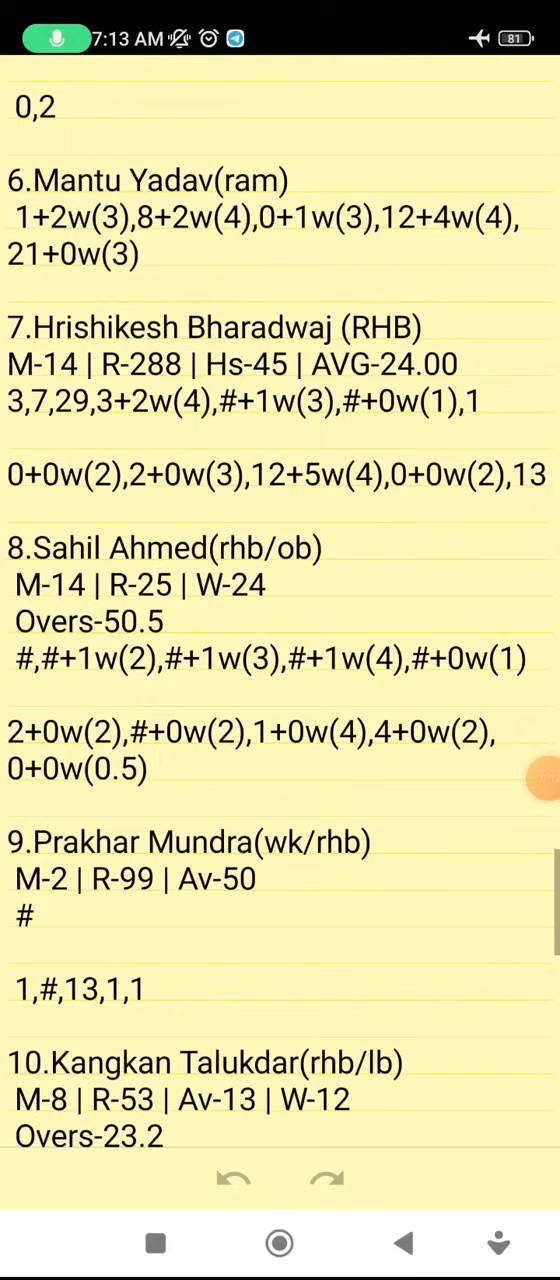 7:13 AM
81
0,2
6.Mantu Yadav(ram)
1+2w(3),8+2w(4),0+1w(3),12+4w(4),
21+0w(3)
7.Hrishikesh Bharadwaj (RHB)
M-14 | R-288 | Hs-45 | AVG-24.00
3,7,29,3+2w(4),#+1w(3),#+0w(1),1
0+0w(2),2+0w(3),12+5w(4),0+0w(2),13
8.Sahil Ahmed(rhb/ob)
M-14 | R-25 | W-24
Overs-50.5
#,#+1w(2),#+1w(3),#+1w(4),#+0w(1)
2+0w(2),#+0w(2),1+0w(4),4+0w(2),
0+0w(0.5)
9.Prakhar Mundra(wk/rhb)
M-2 | R-99 | Av-50
#
1,#,13,1,1
10.Kangkan Talukdar(rhb/lb)
M-8 | R-53 | Av-13 | W-12
Overs-23.2